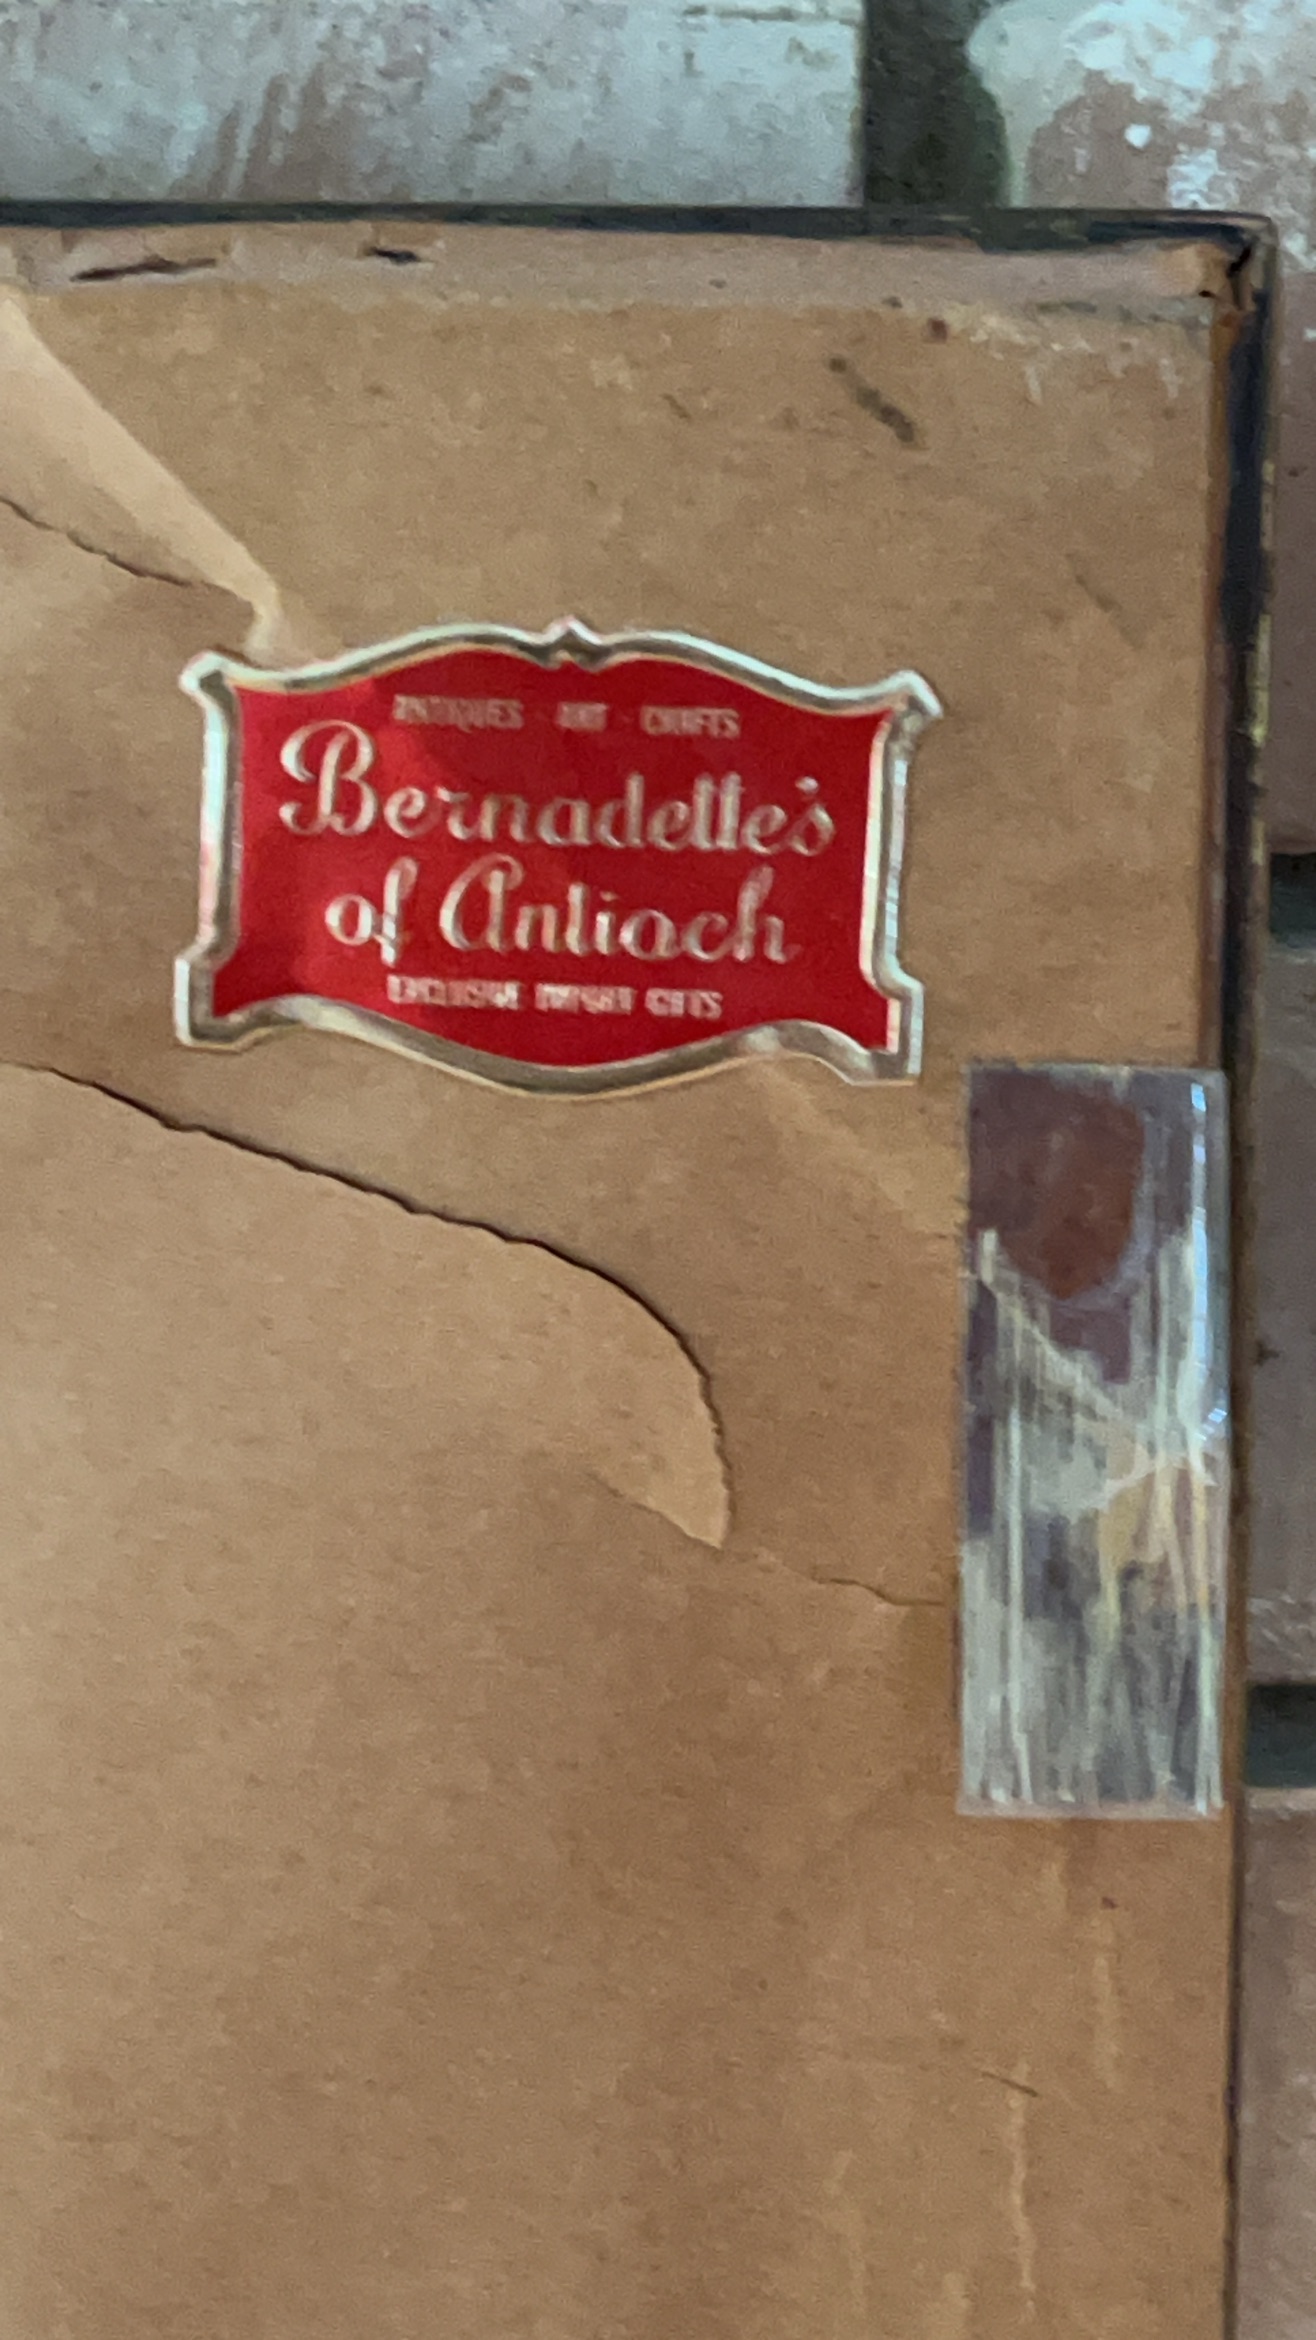 ANTIQUES ART CRAFTS
Bernadette's
of Antioch
EXCLUSIVE IMPORT GIFTS